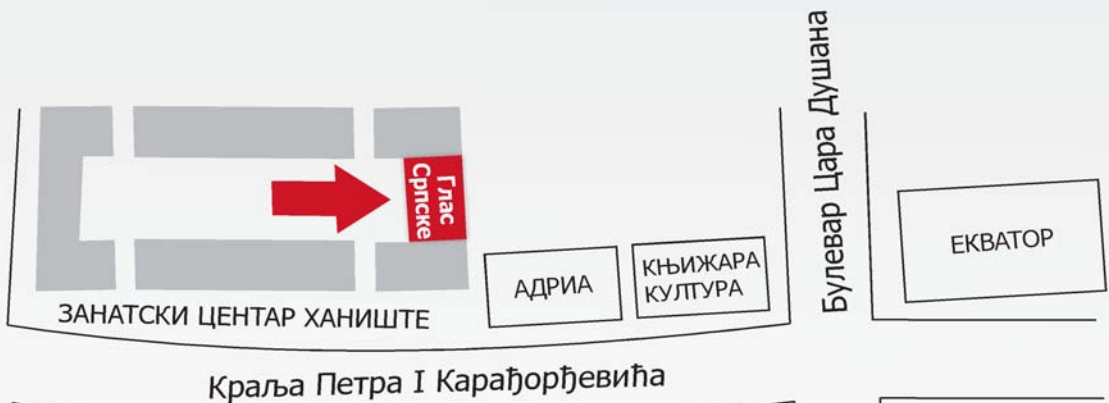 Булевар Цара Душана
Глас
Српске
ЕКВАТОР
АДРИА
КЊИЖАРА
КУЛТУРА
ЗАНАТСКИ ЦЕНТАР ХАНИШТЕ
Краља Петра I Карађорђевића